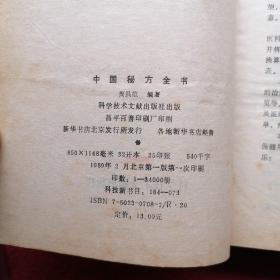 中国秘方全书
编著
科学技术文献出版社出版
昌平百善印刷厂印刷
新华书店北京发行所发行 各地新华书店经售
850×1168毫米 32开本 25印张 540千字
1989年2月北京第一版第一次印刷
印数:1—34000册
科技新书目:184—073
ISBN 7-5023-0708-7/R·20
定价:13.00元